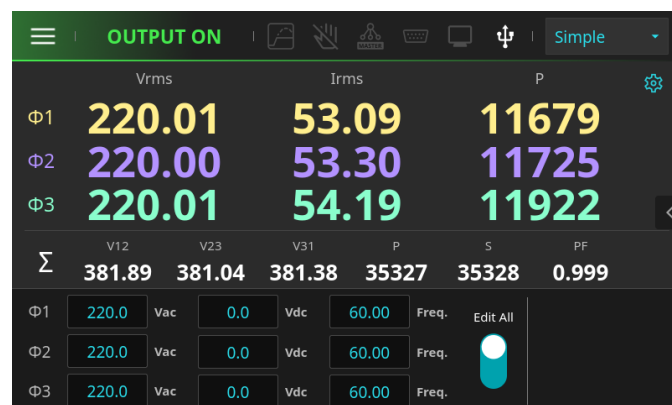 OUTPUT ON MASTER Simple
Vrms Irms P
Φ1 220.01 53.09 11679
Φ2 220.00 53.30 11725
Φ3 220.01 54.19 11922
V12 V23 V31 P S PF
Σ 381.89 381.04 381.38 35327 35328 0.999
Φ1 220.0 Vac 0.0 Vdc 60.00 Freq. Edit All
Φ2 220.0 Vac 0.0 Vdc 60.00 Freq.
Φ3 220.0 Vac 0.0 Vdc 60.00 Freq.